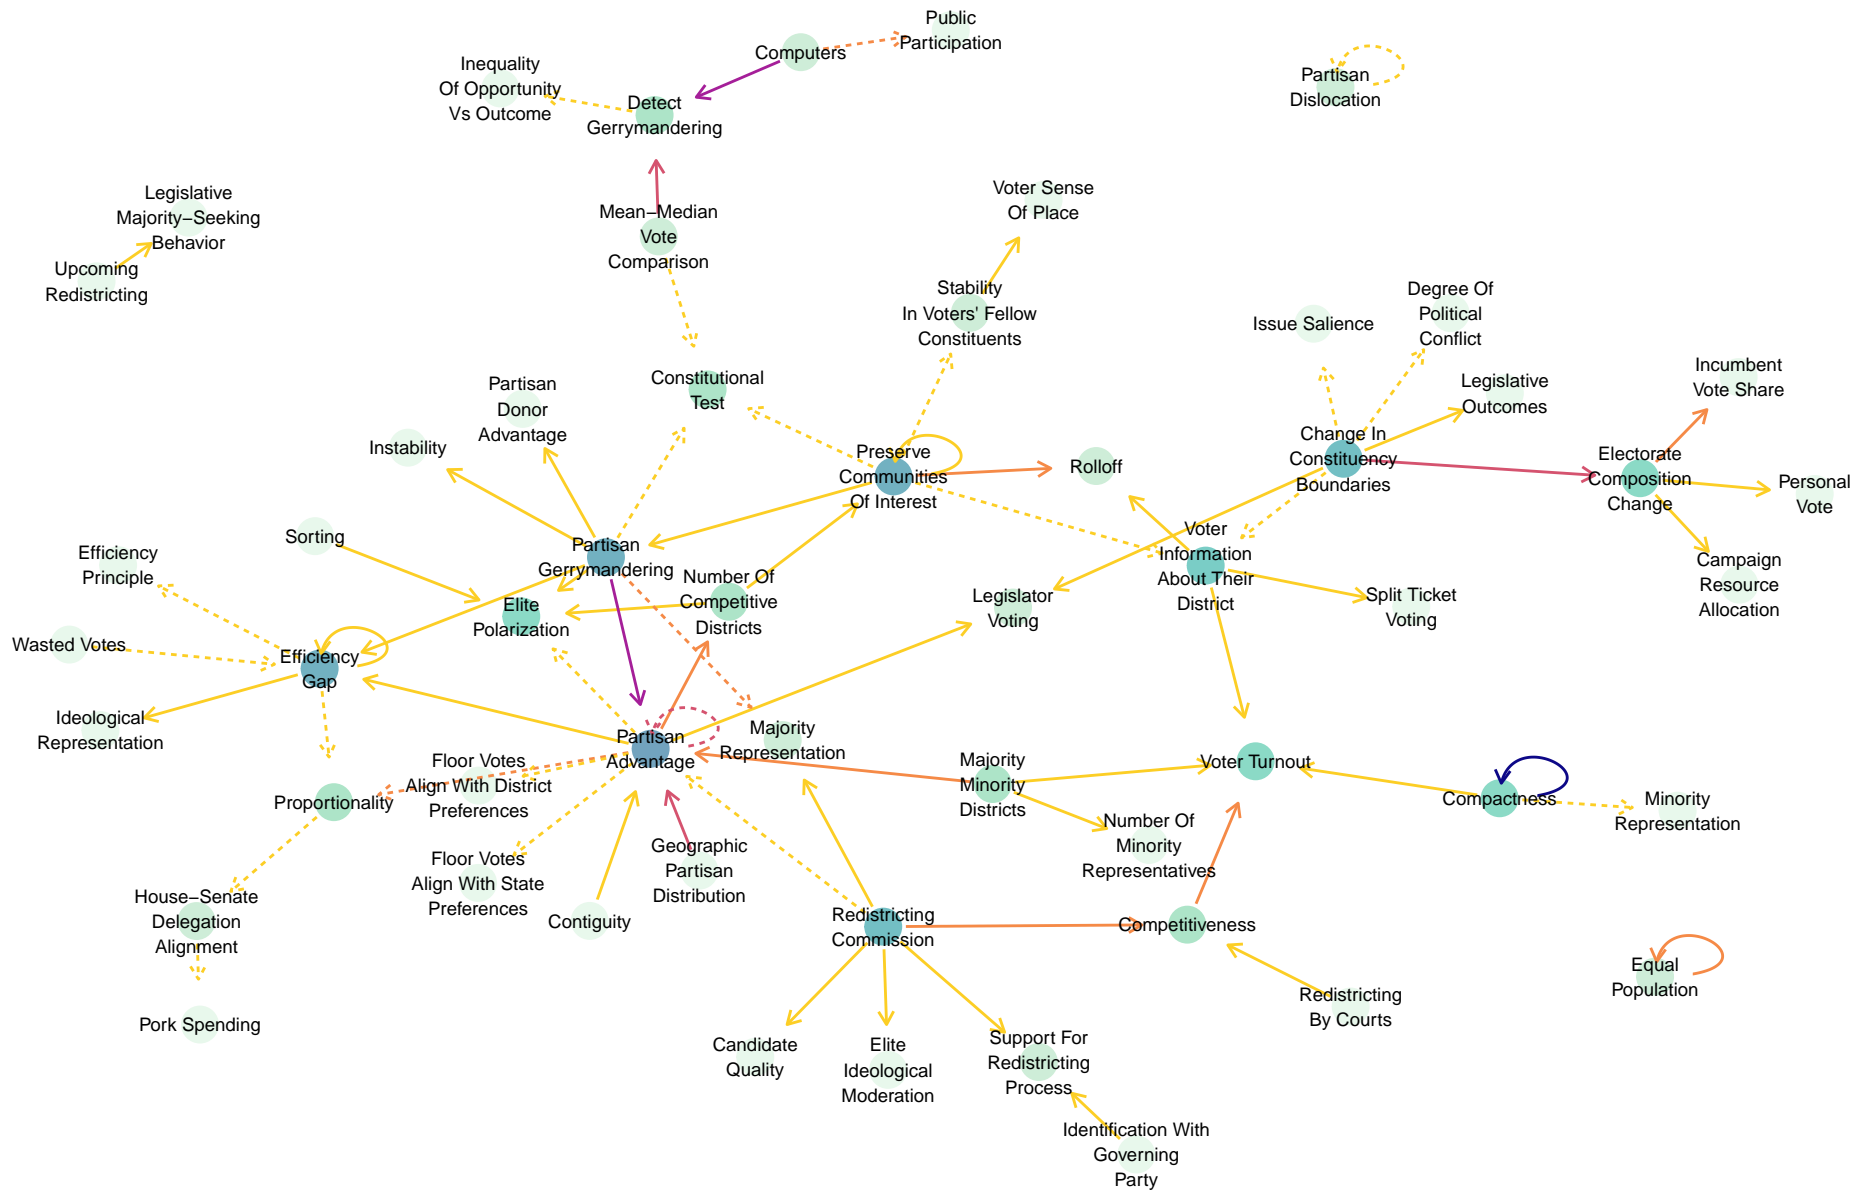 Public
Participation
Computers
Inequality
Of Opportunity
Vs Outcome
Detect
Gerrymandering
Partisan
Dislocation
Legislative
Majority−Seeking
Behavior
Upcoming
Redistricting
Mean−Median
Vote
Comparison
Voter Sense
Of Place
Stability
In Voters' Fellow
Constituents
Issue Salience
Degree Of
Political
Conflict
Constitutional
Test
Partisan
Donor
Advantage
Instability
Legislative
Outcomes
Incumbent
Vote Share
Preserve
Communities
Of Interest
Rolloff
Change In
Constituency
Boundaries
Electorate
Composition
Change
Personal
Vote
Sorting
Efficiency
Principle
Partisan
Gerrymandering
Number Of
Competitive
Districts
Voter
Information
About Their
District
Campaign
Resource
Allocation
Elite
Polarization
Legislator
Voting
Split Ticket
Voting
Wasted Votes
Efficiency
Gap
Ideological
Representation
Partisan
Advantage
Majority
Representation
Floor Votes
Align With District
Preferences
Majority
Minority
Districts
Voter Turnout
Proportionality
Compactness
Minority
Representation
Number Of
Minority
Representatives
Floor Votes
Align With State
Preferences
Geographic
Partisan
Distribution
House−Senate
Delegation
Alignment
Contiguity
Redistricting
Commission
Competitiveness
Equal
Population
Redistricting
By Courts
Pork Spending
Candidate
Quality
Elite
Ideological
Moderation
Support For
Redistricting
Process
Identification With
Governing
Party